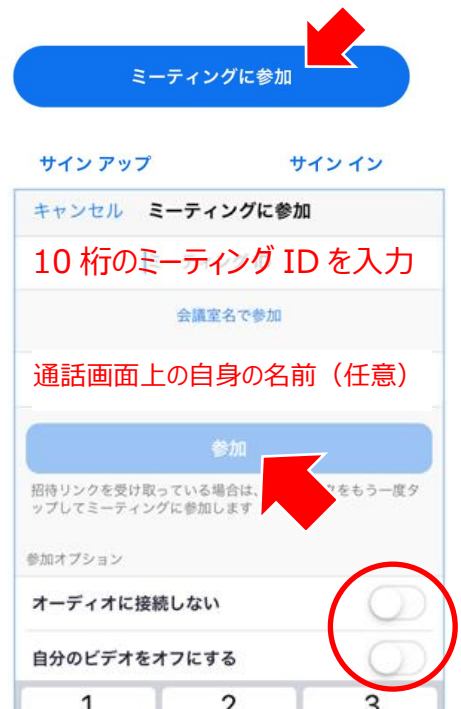 ミーティングに参加
サイン アップ サイン イン
キャンセル ミーティングに参加
10 桁のミーティング ID を入力
会議室名で参加
通話画面上の自身の名前（任意）
参加
招待リンクを受け取っている場合は、 をもう一度タ
ップしてミーティングに参加します
参加オプション
オーディオに接続しない
自分のビデオをオフにする
1 2 3